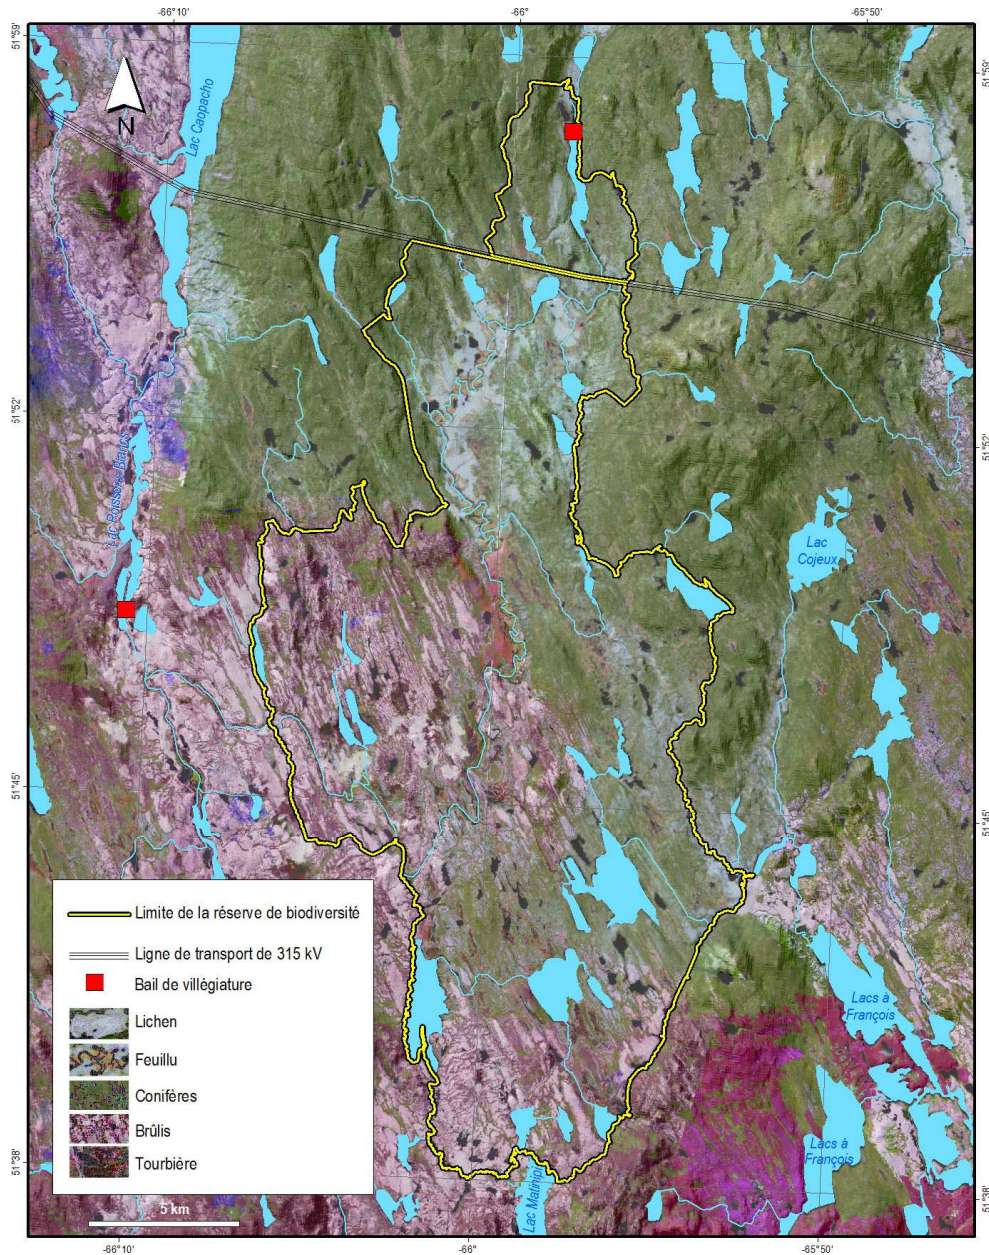 -66°10' -66° -65°50'
51°59'
51°59'
N
Lac Caopacho
51°52'
51°52'
Lac Poissons Blancs
Lac
Cojeux
51°45'
51°45'
Limite de la réserve de biodiversité
Ligne de transport de 315 kV
Bail de villégiature
Lichen
Feuillu
Conifères
Brûlis
Tourbière
5 km
Lacs à
François
Lacs à
François
Lac Matinipi
51°38'
51°38'
-66°10' -66° -65°50'